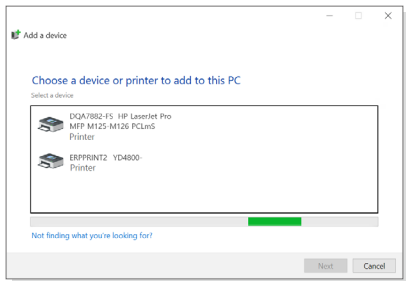 Add a device
Choose a device or printer to add to this PC
Select a device
DQA7882-F5 HP LaserJet Pro
MFP M125-M126 PCLmS
Printer
ERPPRINT2 YD4800-
Printer
Not finding what you're looking for?
Next
Cancel